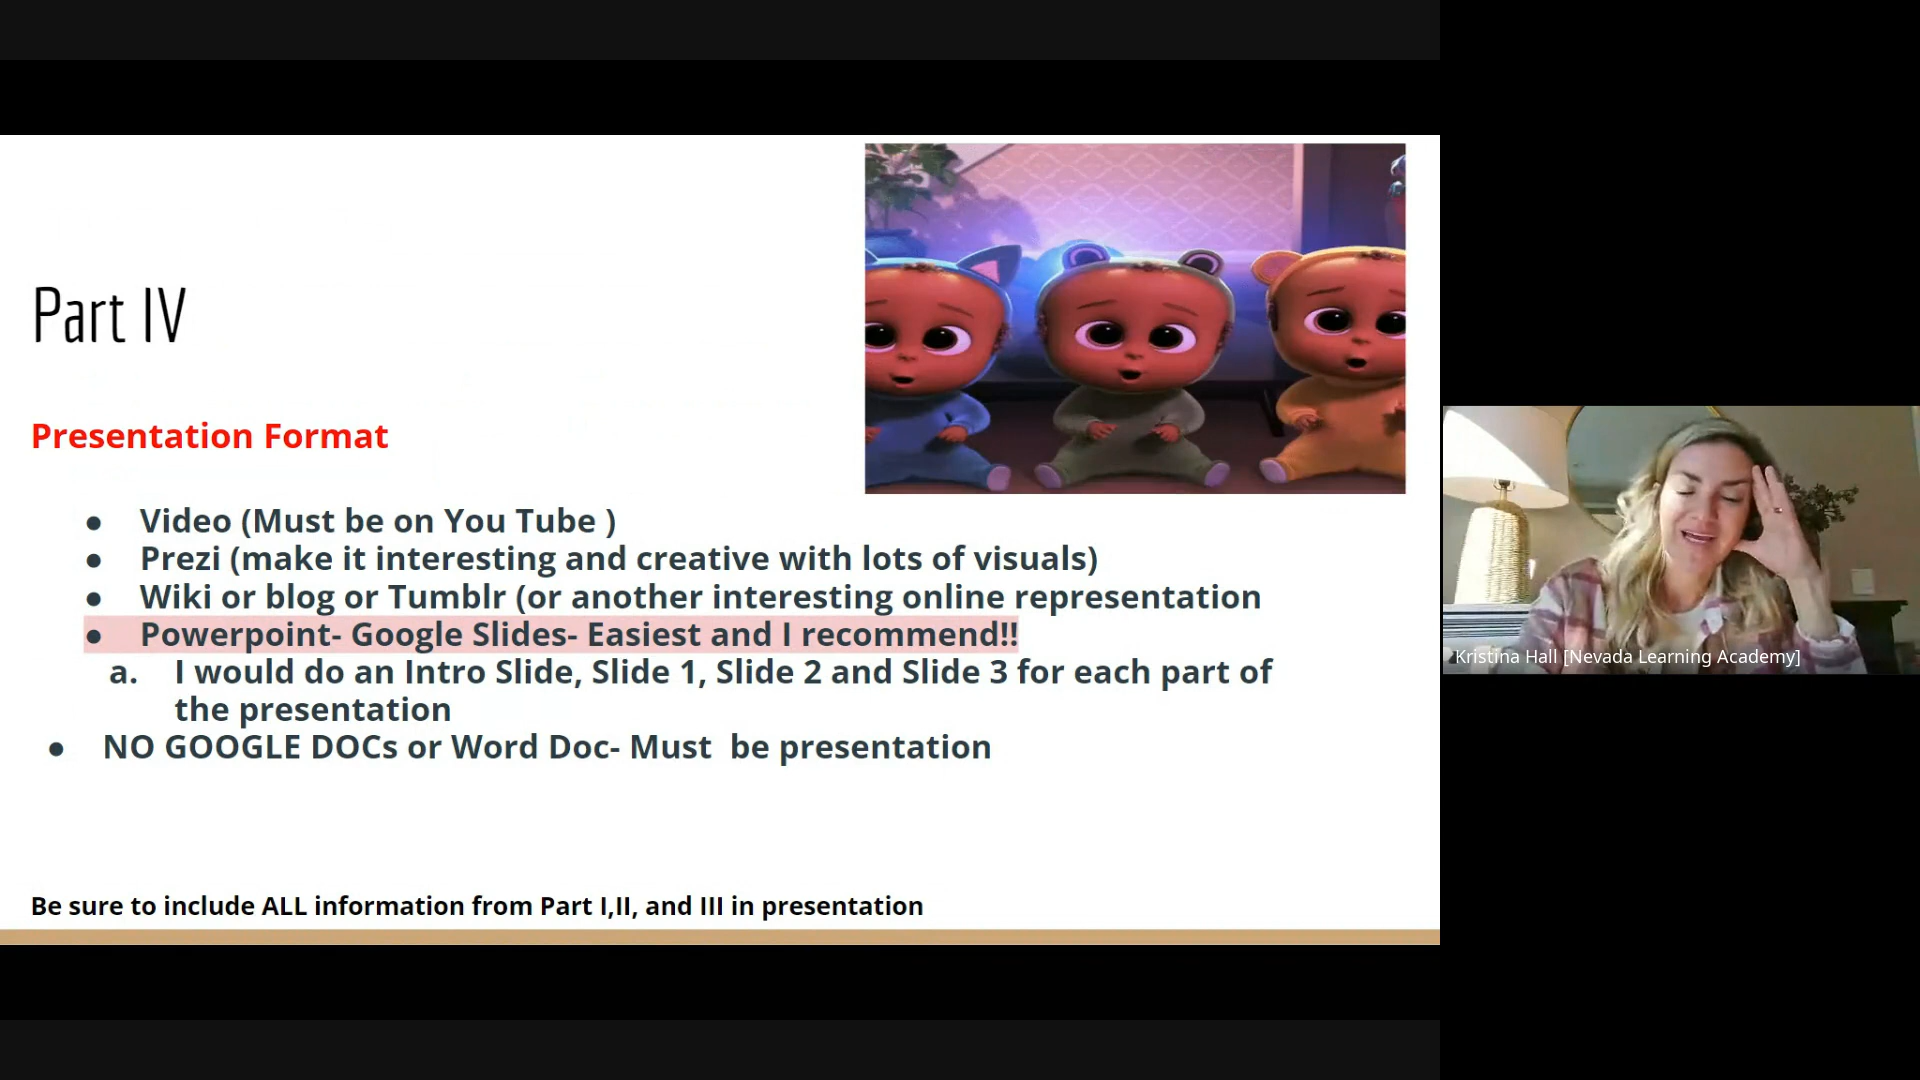 Part IV
Presentation Format
● Video (Must be on You Tube )
● Prezi (make it interesting and creative with lots of visuals)
● Wiki or blog or Tumblr (or another interesting online representation
● Powerpoint- Google Slides- Easiest and I recommend!!
a. I would do an Intro Slide, Slide 1, Slide 2 and Slide 3 for each part of
the presentation
● NO GOOGLE DOCs or Word Doc- Must  be presentation
Be sure to include ALL information from Part I,II, and III in presentation
Kristina Hall [Nevada Learning Academy]